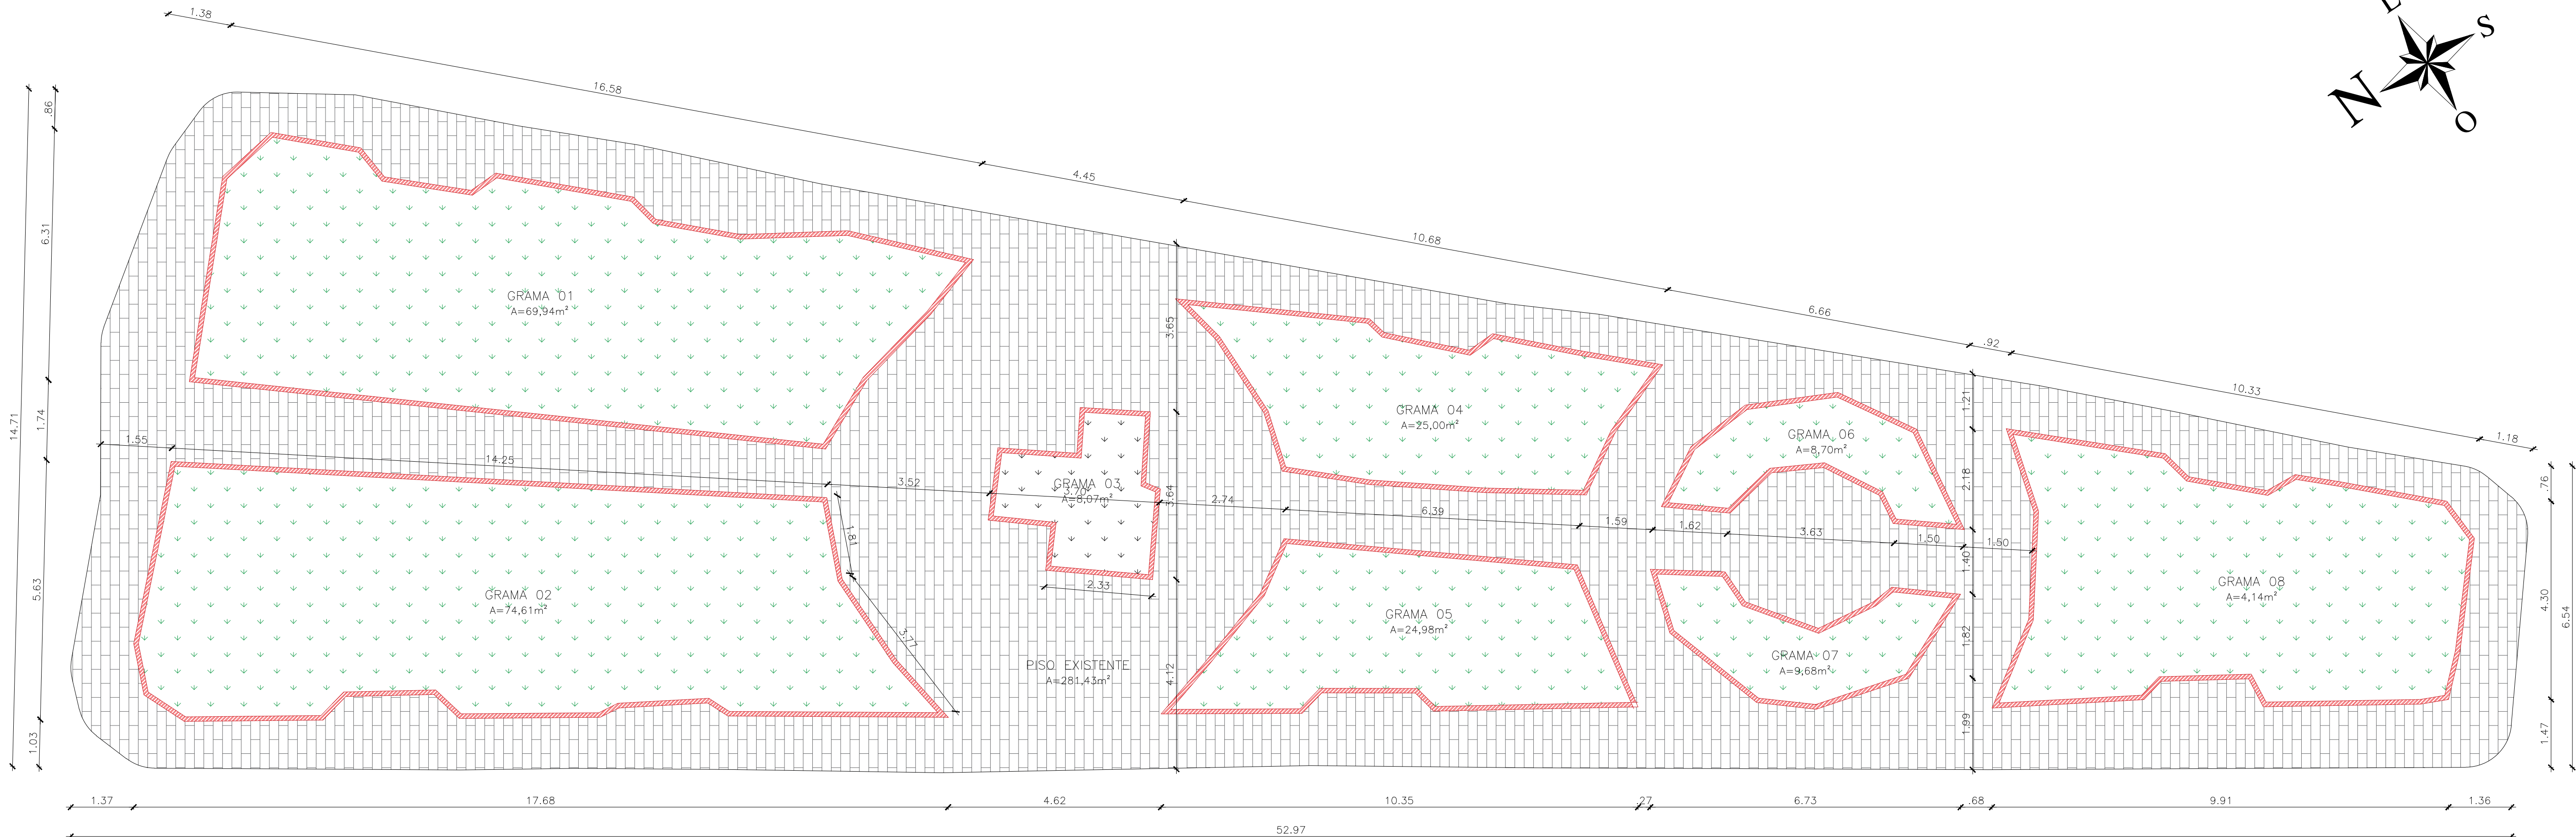 1.38
L
S
N
O
16.58
4.45
10.68
6.66
.92
10.33
1.18
14.71
.86
6.31
1.74
5.63
1.03
GRAMA 01
A=69,94m²
1.55
14.25
3.52
3.70
2.74
6.39
1.59
1.62
3.63
1.50
1.50
GRAMA 02
A=74,61m²
1.81
3.77
GRAMA 03
A=8,07m²
2.33
3.65
3.64
4.12
PISO EXISTENTE
A=281,43m²
GRAMA 04
A=25,00m²
GRAMA 05
A=24,98m²
GRAMA 06
A=8,70m²
GRAMA 07
A=9,68m²
1.21
2.18
1.40
1.82
1.99
GRAMA 08
A=4,14m²
.76
4.30
1.47
6.54
1.37
17.68
4.62
10.35
.27
6.73
.68
9.91
1.36
52.97